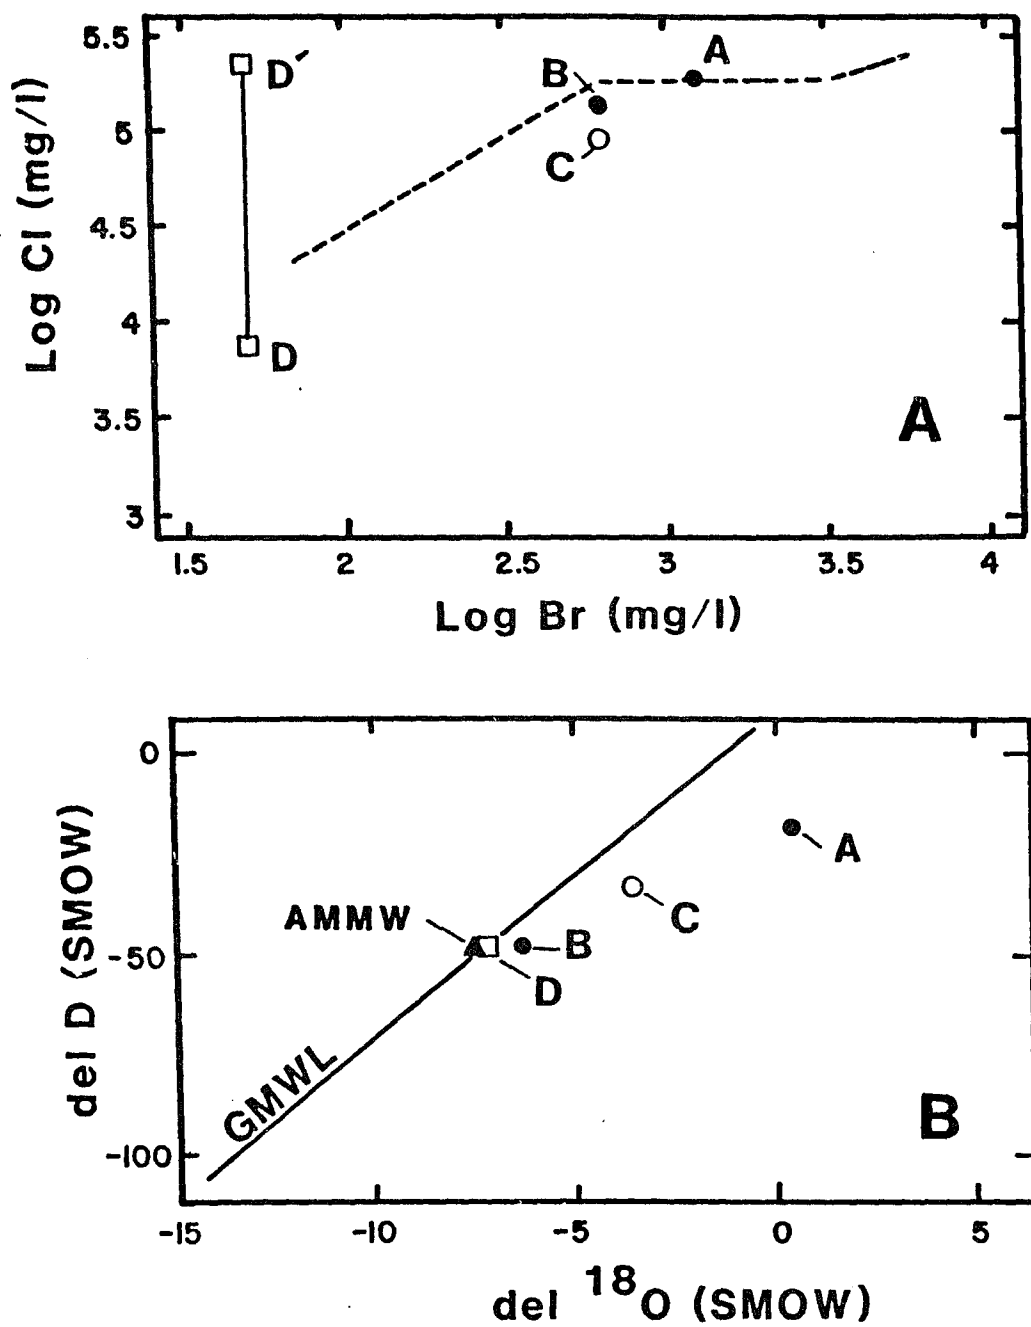 5.5
5
4.5
4
3.5
3
Log Cl (mg/l)
D′
B
A
C
D
A
1.5 2 2.5 3 3.5 4
Log Br (mg/l)
0
-50
-100
del D (SMOW)
A
C
AMMW
B
D
GMWL
B
-15 -10 -5 0 5
del 18O (SMOW)